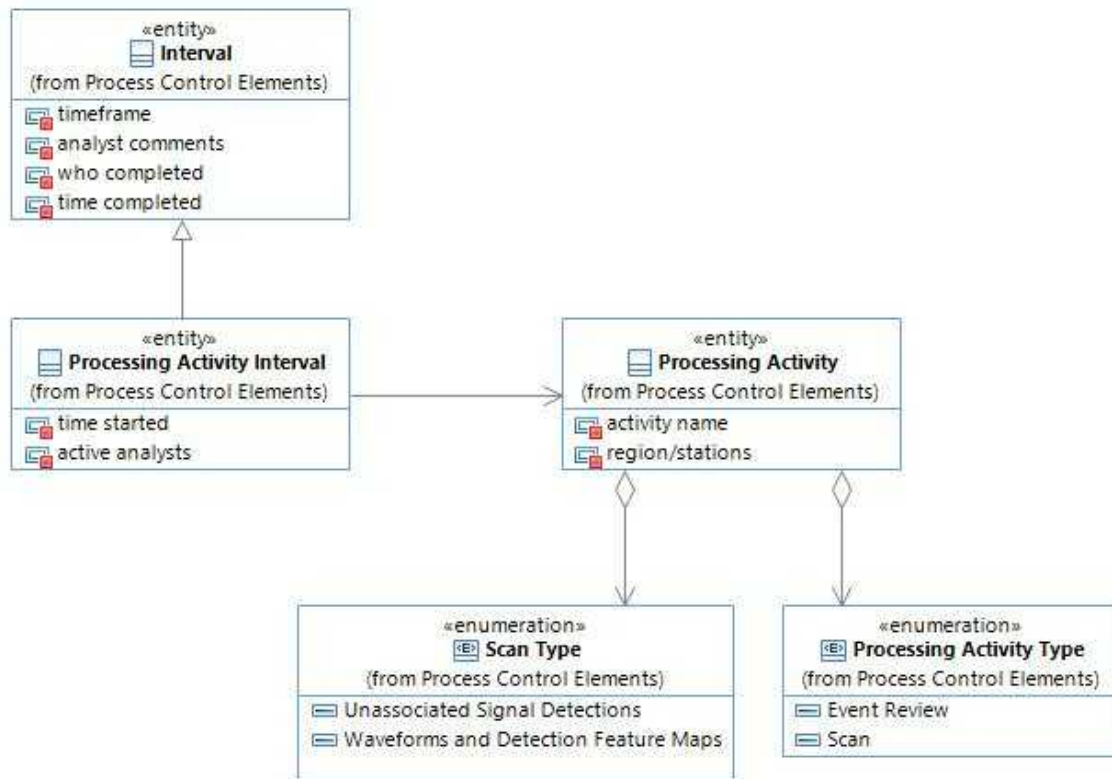 «entity»
Interval
(from Process Control Elements)
timeframe
analyst comments
who completed
time completed
«entity»
Processing Activity Interval
(from Process Control Elements)
time started
active analysts
«entity»
Processing Activity
(from Process Control Elements)
activity name
region/stations
«enumeration»
<E> Scan Type
(from Process Control Elements)
Unassociated Signal Detections
Waveforms and Detection Feature Maps
«enumeration»
<E> Processing Activity Type
(from Process Control Elements)
Event Review
Scan